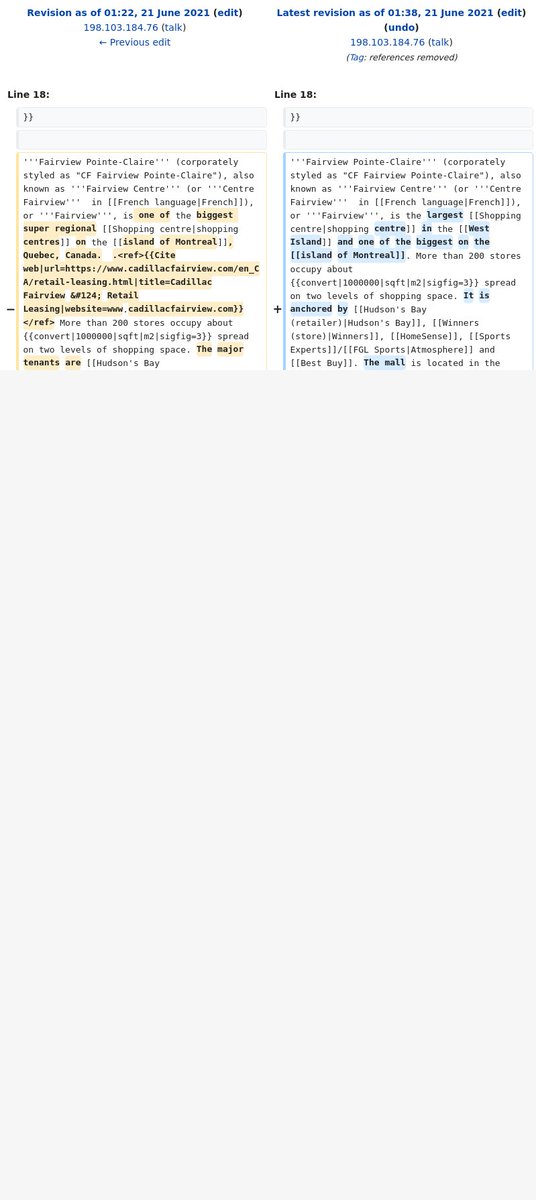 Revision as of 01:22, 21 June 2021 (edit)
198.103.184.76 (talk)
← Previous edit
Latest revision as of 01:38, 21 June 2021 (edit)
(undo)
198.103.184.76 (talk)
(Tag: references removed)
Line 18:
Line 18:
}}
}}
−
'''Fairview Pointe-Claire''' (corporately
styled as "CF Fairview Pointe-Claire"), also
known as '''Fairview Centre''' (or '''Centre
Fairview'''  in [[French language|French]]),
or '''Fairview''', is one of the biggest
super regional [[Shopping centre|shopping
centres]] on the [[island of Montreal]],
Quebec, Canada.  .<ref>{{Cite
web|url=https://www.cadillacfairview.com/en_C
A/retail-leasing.html|title=Cadillac
Fairview &#124; Retail
Leasing|website=www.cadillacfairview.com}}
</ref> More than 200 stores occupy about
{{convert|1000000|sqft|m2|sigfig=3}} spread
on two levels of shopping space. The major
tenants are [[Hudson's Bay
+
'''Fairview Pointe-Claire''' (corporately
styled as "CF Fairview Pointe-Claire"), also
known as '''Fairview Centre''' (or '''Centre
Fairview'''  in [[French language|French]]),
or '''Fairview''', is the largest [[Shopping
centre|shopping centre]] in the [[West
Island]] and one of the biggest on the
[[island of Montreal]]. More than 200 stores
occupy about
{{convert|1000000|sqft|m2|sigfig=3}} spread
on two levels of shopping space. It is
anchored by [[Hudson's Bay
(retailer)|Hudson's Bay]], [[Winners
(store)|Winners]], [[HomeSense]], [[Sports
Experts]]/[[FGL Sports|Atmosphere]] and
[[Best Buy]]. The mall is located in the